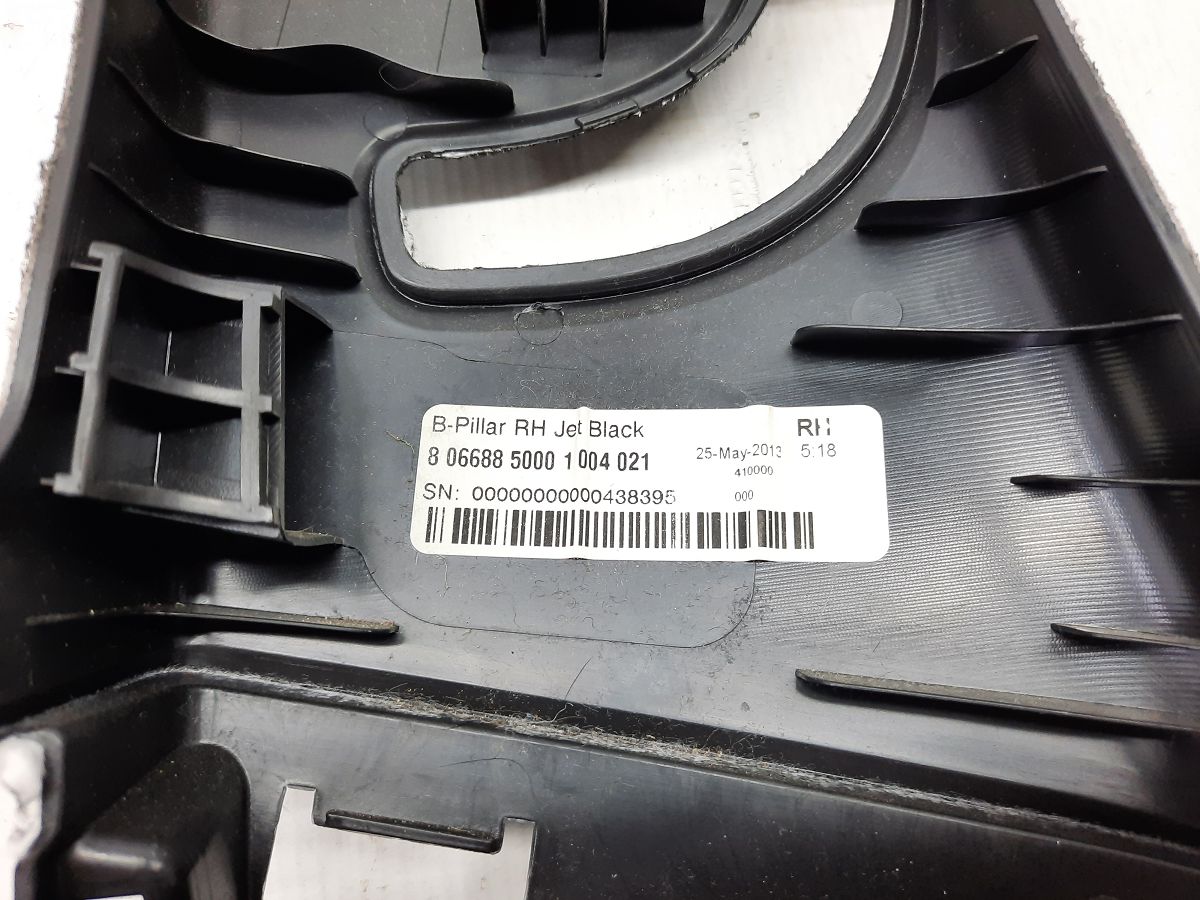 B-Pillar RH Jet Black
RH
8 06688 5000 1 004 021
25-May-2013
5:18
410000
SN: 00000000000438395
000